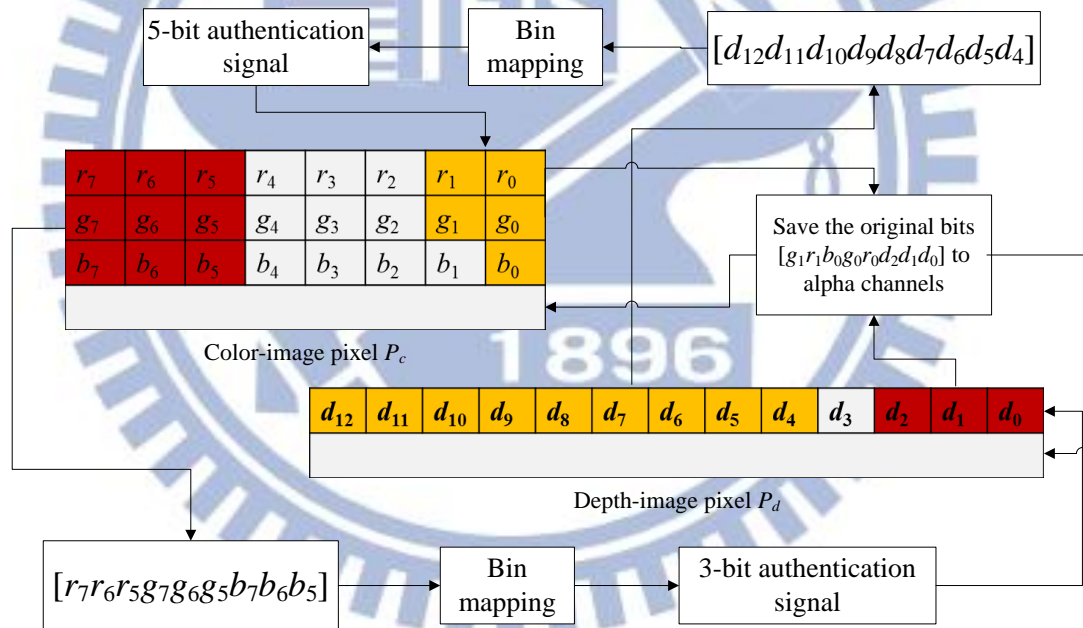 5-bit authentication
signal
Bin
mapping
[d₁₂d₁₁d₁₀d₉d₈d₇d₆d₅d₄]
r₇ r₆ r₅ r₄ r₃ r₂ r₁ r₀
g₇ g₆ g₅ g₄ g₃ g₂ g₁ g₀
b₇ b₆ b₅ b₄ b₃ b₂ b₁ b₀
Save the original bits
[g₁r₁b₀g₀r₀d₂d₁d₀] to
alpha channels
Color-image pixel P_c
1896
d₁₂ d₁₁ d₁₀ d₉ d₈ d₇ d₆ d₅ d₄ d₃ d₂ d₁ d₀
Depth-image pixel P_d
[r₇r₆r₅g₇g₆g₅b₇b₆b₅]
Bin
mapping
3-bit authentication
signal